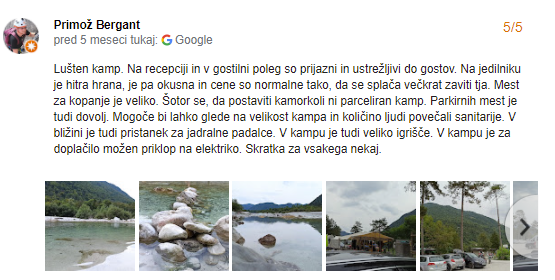 Primož Bergant
5/5
pred 5 meseci tukaj: Google
Lušten kamp. Na recepciji in v gostilni poleg so prijazni in ustrežljivi do gostov. Na jedilniku
je hitra hrana, je pa okusna in cene so normalne tako, da se splača večkrat zaviti tja. Mest
za kopanje je veliko. Šotor se, da postaviti kamorkoli ni parceliran kamp. Parkirnih mest je
tudi dovolj. Mogoče bi lahko glede na velikost kampa in količino ljudi povečali sanitarije. V
bližini je tudi pristanek za jadralne padalce. V kampu je tudi veliko igrišče. V kampu je za
doplačilo možen priklop na elektriko. Skratka za vsakega nekaj.